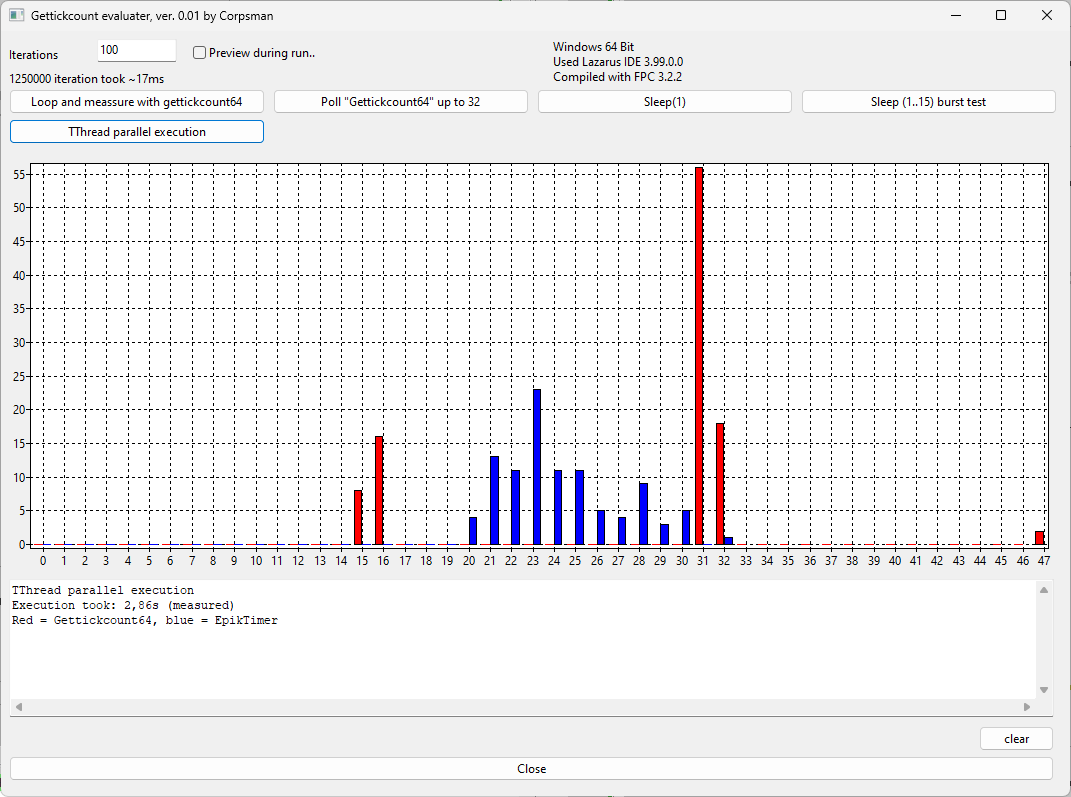 Gettickcount evaluater, ver. 0.01 by Corpsman
Iterations
100
Preview during run..
Windows 64 Bit
Used Lazarus IDE 3.99.0.0
Compiled with FPC 3.2.2
1250000 iteration took ~17ms
Loop and meassure with gettickcount64
Poll "Gettickcount64" up to 32
Sleep(1)
Sleep (1..15) burst test
TThread parallel execution
55
50
45
40
35
30
25
20
15
10
5
0
0 1 2 3 4 5 6 7 8 9 10 11 12 13 14 15 16 17 18 19 20 21 22 23 24 25 26 27 28 29 30 31 32 33 34 35 36 37 38 39 40 41 42 43 44 45 46 47
TThread parallel execution
Execution took: 2,86s (measured)
Red = Gettickcount64, blue = EpikTimer
clear
Close